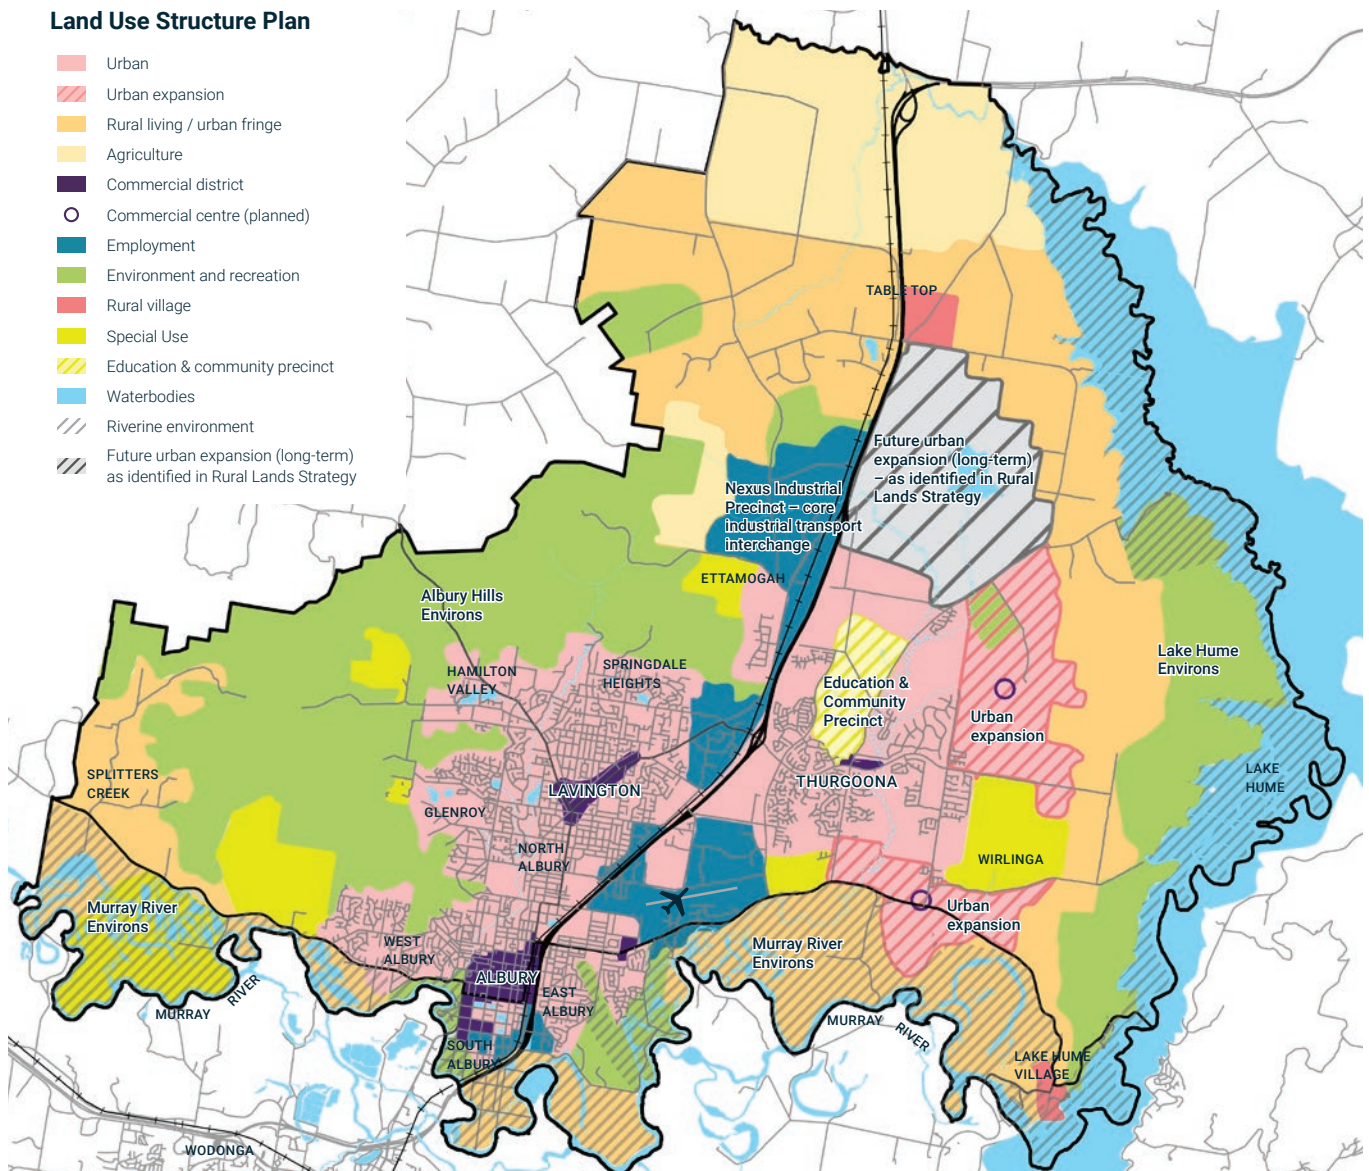 Land Use Structure Plan
Urban
Urban expansion
Rural living / urban fringe
Agriculture
Commercial district
Commercial centre (planned)
Employment
Environment and recreation
Rural village
Special Use
Education & community precinct
Waterbodies
Riverine environment
Future urban expansion (long-term)
as identified in Rural Lands Strategy
TABLE TOP
Future urban
expansion (long-term)
– as identified in Rural
Lands Strategy
Nexus Industrial
Precinct – core
industrial transport
interchange
ETTAMOGAH
Albury Hills
Environs
HAMILTON
VALLEY
SPRINGDALE
HEIGHTS
Education &
Community
Precinct
Lake Hume
Environs
Urban
expansion
SPLITTERS
CREEK
LAVINGTON
THURGOONA
LAKE
HUME
GLENROY
NORTH
ALBURY
WIRLINGA
Murray River
Environs
Urban
expansion
WEST
ALBURY
Murray River
Environs
ALBURY
EAST
ALBURY
MURRAY
RIVER
MURRAY
RIVER
SOUTH
ALBURY
LAKE HUME
VILLAGE
WODONGA